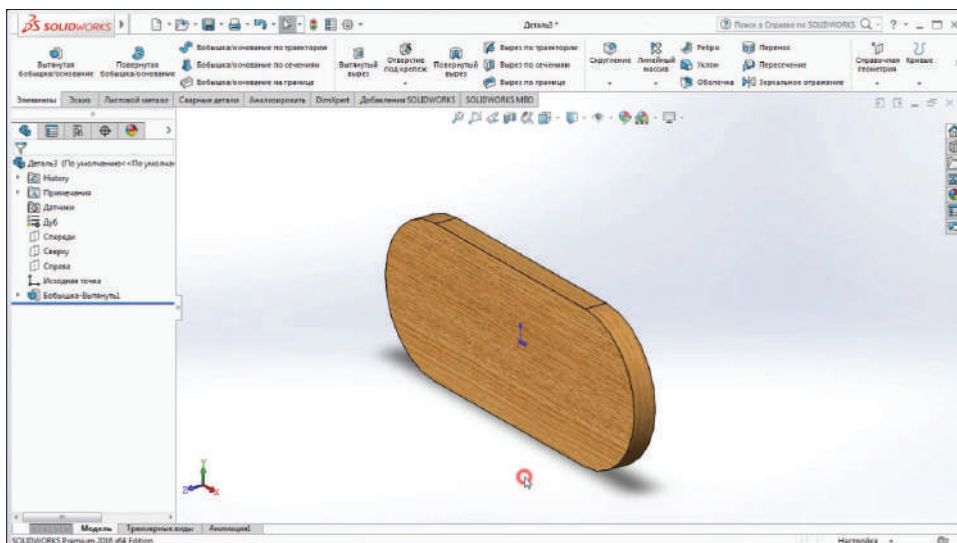 SOLIDWORKS
Деталь3 *
Поиск в Справке по SOLIDWORKS
Вытянутая бобышка/основание
Повернутая бобышка/основание
Бобышка/основание по траектории
Бобышка/основание по сечениям
Бобышка/основание на границе
Вытянутый вырез
Отверстие под крепеж
Повернутый вырез
Вырез по траектории
Вырез по сечениям
Вырез по границе
Скругление
Линейный массив
Ребро
Уклон
Оболочка
Перенос
Пересечение
Зеркальное отражение
Справочная геометрия
Кривые
Элементы Эскиз Листовой металл Сварные детали Анализировать DimXpert Добавления SOLIDWORKS SOLIDWORKS MBD
Деталь3 (По умолчанию<<По умолчан
History
Примечания
Датчики
Дуб
Спереди
Сверху
Справа
Исходная точка
Бобышка-Вытянуть1
Y
Z
X
Модель Трехмерные виды Анимация1
SOLIDWORKS Premium 2016 x64 Edition
Настройка